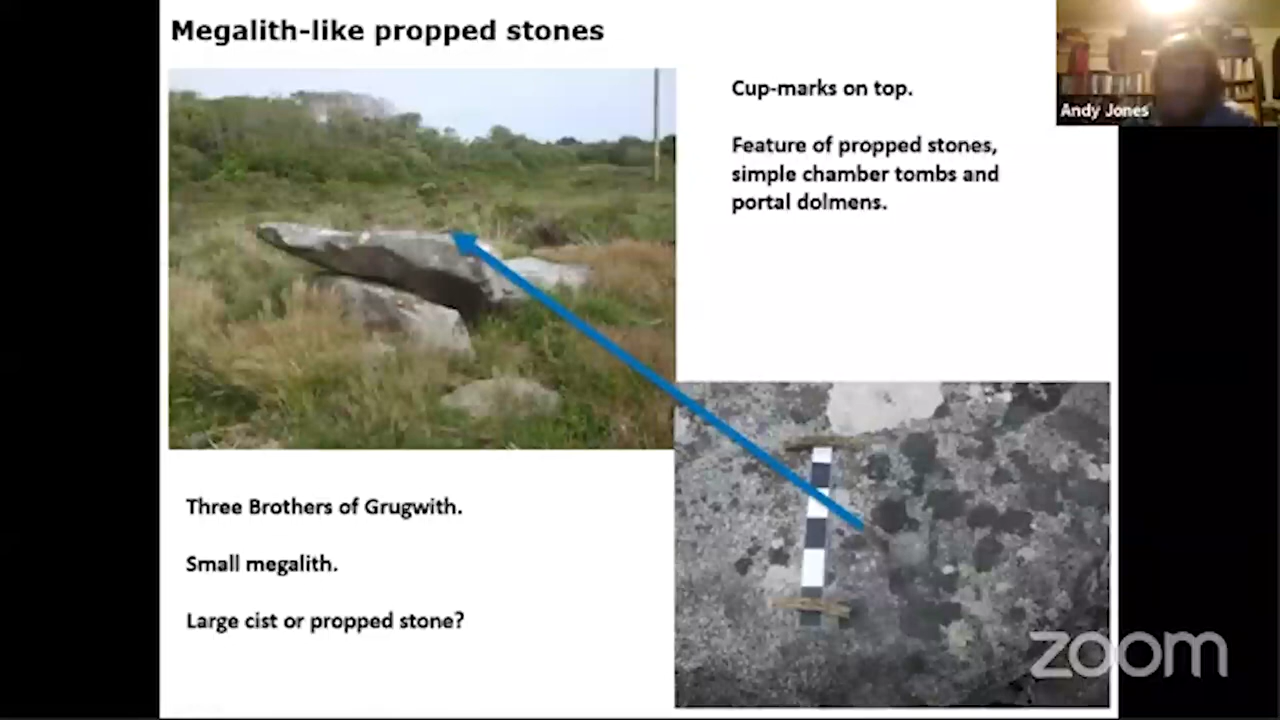 Megalith-like propped stones
Cup-marks on top.
Feature of propped stones,
simple chamber tombs and
portal dolmens.
Three Brothers of Grugwith.
Small megalith.
Large cist or propped stone?
Andy Jones
zoom